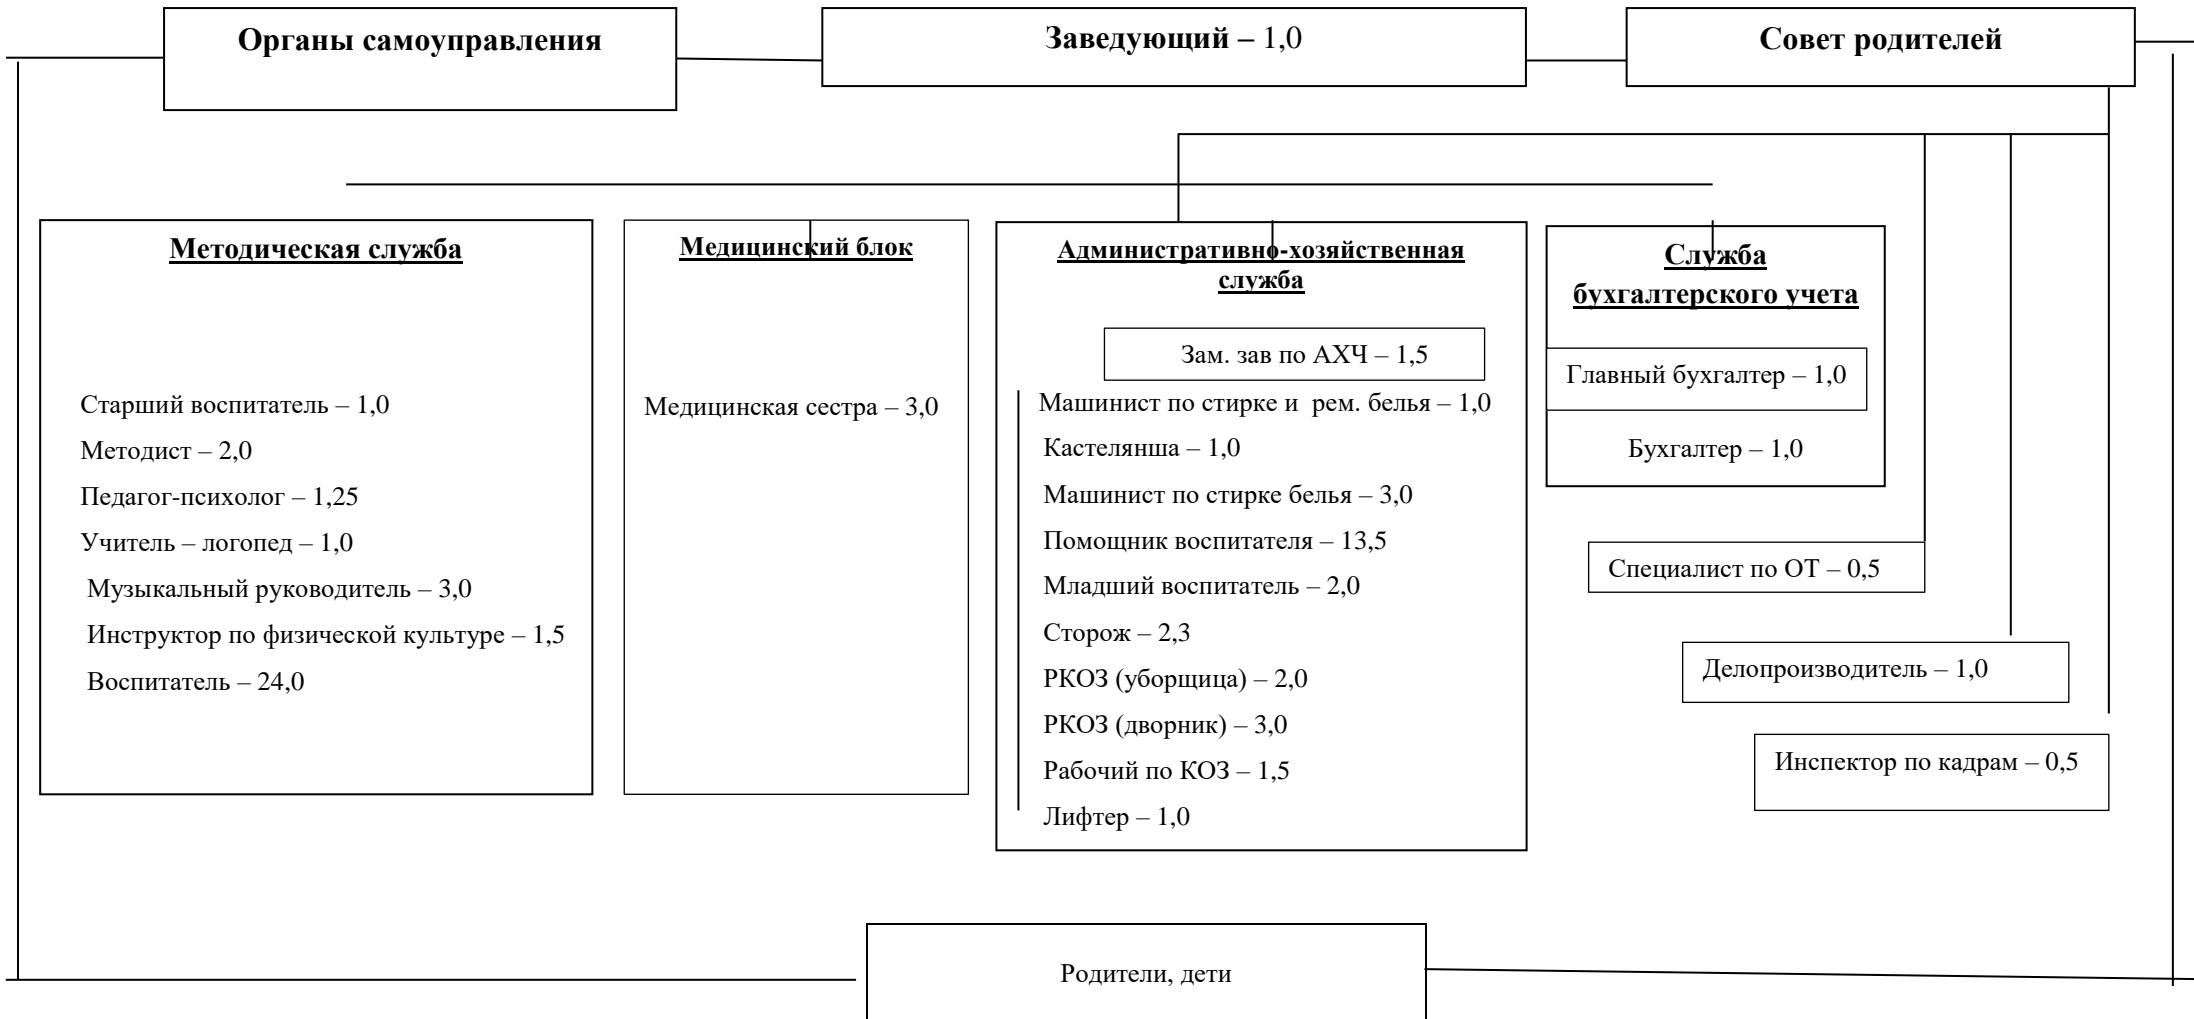 Органы самоуправления
Заведующий – 1,0
Совет родителей
Методическая служба
Старший воспитатель – 1,0
Методист – 2,0
Педагог-психолог – 1,25
Учитель – логопед – 1,0
Музыкальный руководитель – 3,0
Инструктор по физической культуре – 1,5
Воспитатель – 24,0
Медицинский блок
Медицинская сестра – 3,0
Административно-хозяйственная
служба
Зам. зав по АХЧ – 1,5
Машинист по стирке и рем. белья – 1,0
Кастелянша – 1,0
Машинист по стирке белья – 3,0
Помощник воспитателя – 13,5
Младший воспитатель – 2,0
Сторож – 2,3
РКОЗ (уборщица) – 2,0
РКОЗ (дворник) – 3,0
Рабочий по КОЗ – 1,5
Лифтер – 1,0
Служба
бухгалтерского учета
Главный бухгалтер – 1,0
Бухгалтер – 1,0
Специалист по ОТ – 0,5
Делопроизводитель – 1,0
Инспектор по кадрам – 0,5
Родители, дети